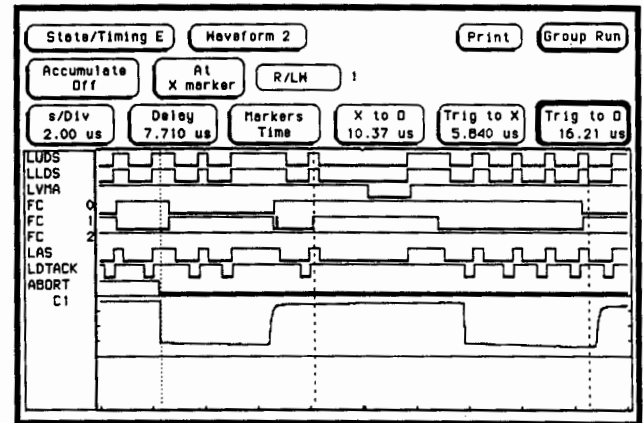 State/Timing E Waveform 2 Print Group Run
Accumulate Off At X marker R/LW 1
s/Div 2.00 us Delay 7.710 us Markers Time X to O 10.37 us Trig to X 5.840 us Trig to O 16.21 us
LUDS
LLDS
LVMA
FC 0
FC 1
FC 2
LAS
LDTACK
ABORT
C1